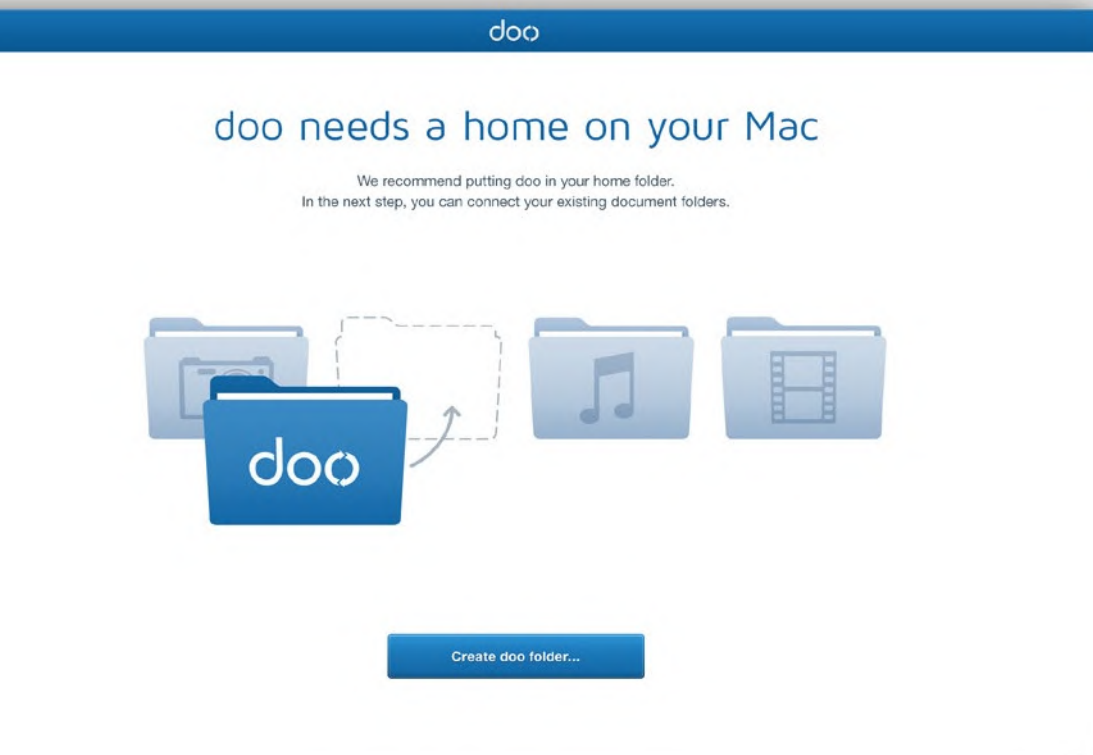 doo
doo needs a home on your Mac
We recommend putting doo in your home folder.
In the next step, you can connect your existing document folders.
doo
Create doo folder...